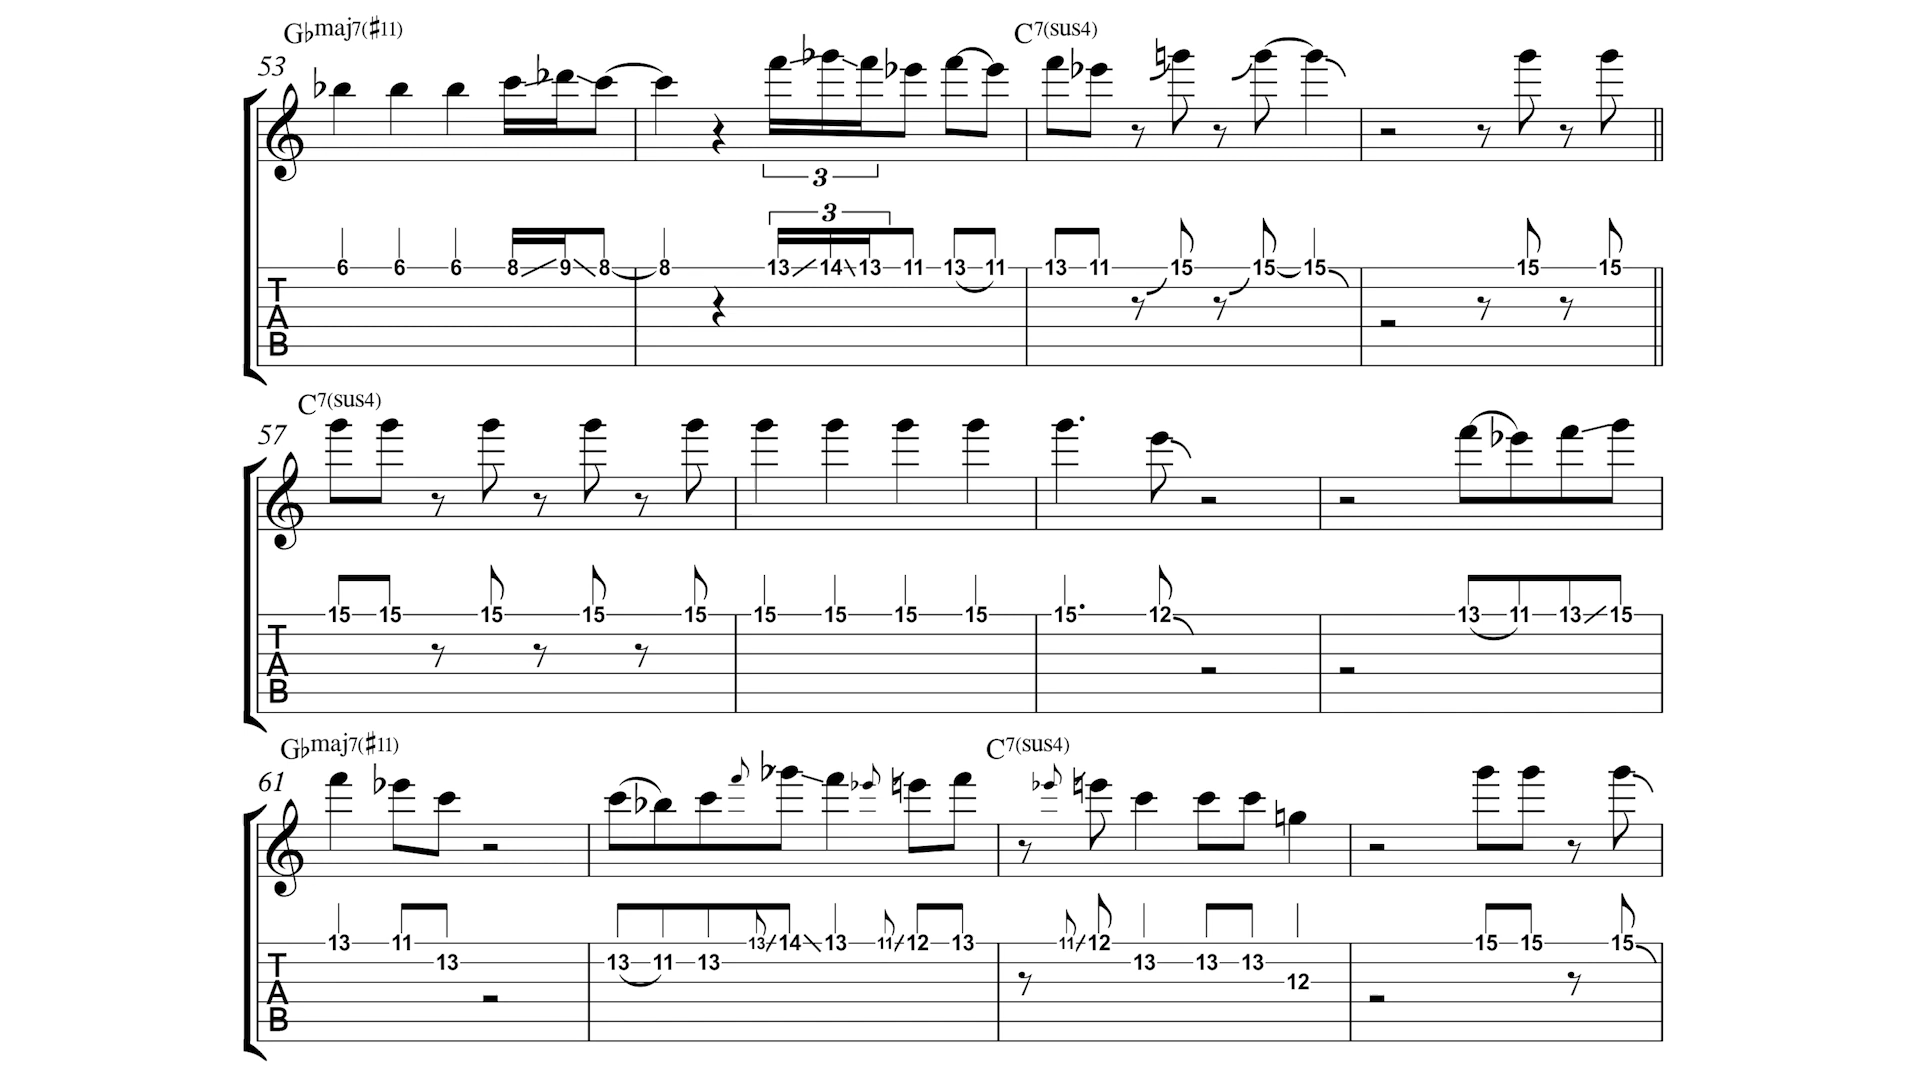 G♭maj7(♯11) C7(sus4)
53
3
3
6 6 6 8 9 8 8 13 14 13 11 13 11 13 11 15 15 15 15 15
T
A
B
C7(sus4)
57
15 15 15 15 15 15 15 15 15 15 12 13 11 13 15
T
A
B
G♭maj7(♯11) C7(sus4)
61
13 11 13 14 13 11 12 13 11 12 15 15 15
T 13 13 11 13 13 13 13
A 12
B